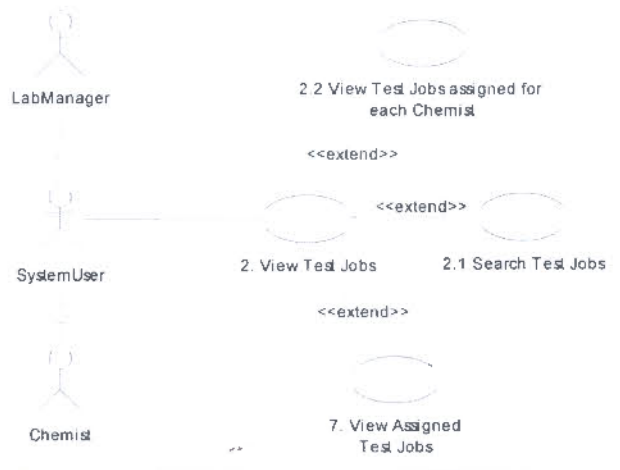 LabManager
2.2 View Test Jobs assigned for
each Chemist
<<extend>>
<<extend>>
SystemUser
2. View Test Jobs
2.1 Search Test Jobs
<<extend>>
Chemist
7. View Assigned
Test Jobs